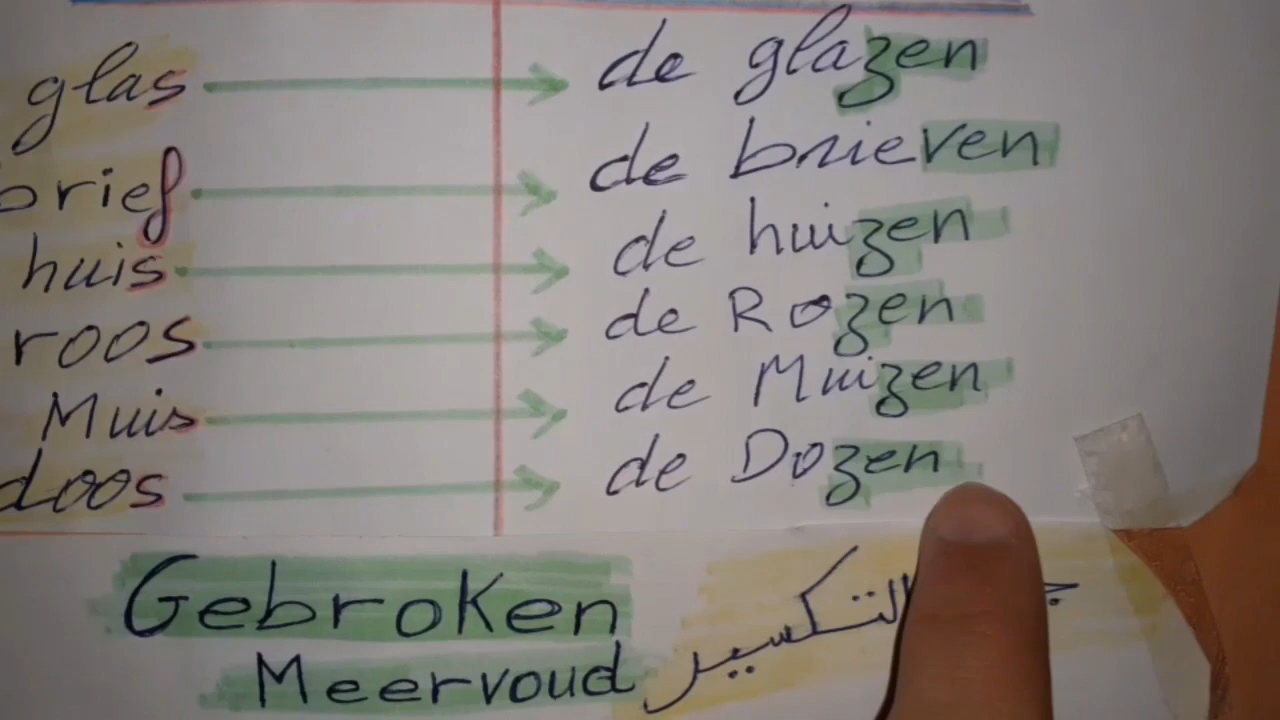 glas de glazen
brief de brieven
huis de huizen
roos de Rozen
Muis de Muizen
doos de Dozen
Gebroken
Meervoud
التكسير